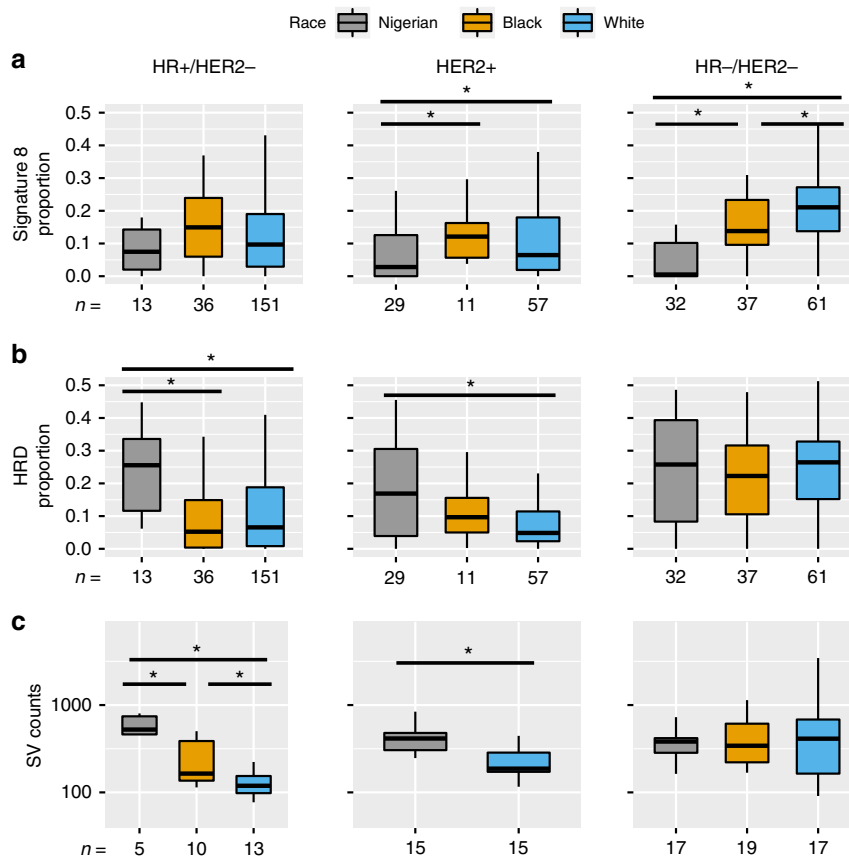 Race Nigerian Black White
a
HR+/HER2– HER2+ HR–/HER2–
* * * * *
Signature 8
proportion
0.5
0.4
0.3
0.2
0.1
0.0
n = 13 36 151 29 11 57 32 37 61
b
* * *
HRD
proportion
0.5
0.4
0.3
0.2
0.1
0.0
n = 13 36 151 29 11 57 32 37 61
c
* * * *
SV counts
1000
100
n = 5 10 13 15 15 17 19 17